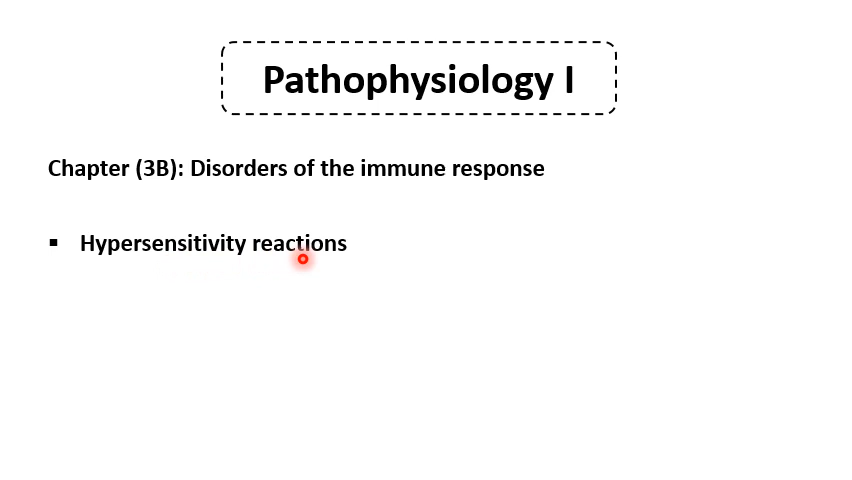 Pathophysiology I
Chapter (3B): Disorders of the immune response
▪ Hypersensitivity reactions